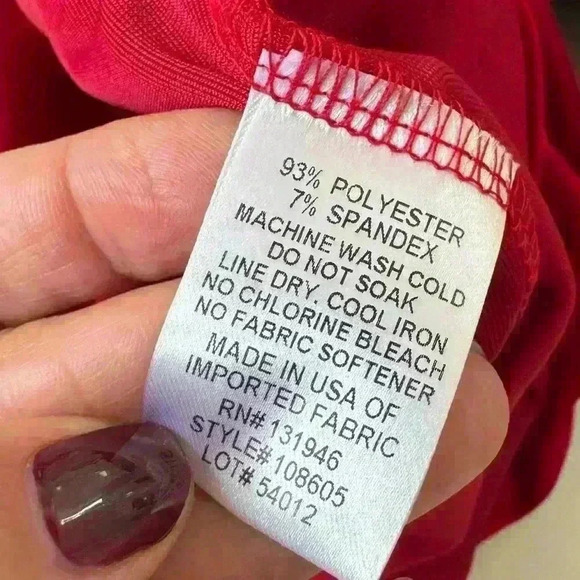 93% POLYESTER
7% SPANDEX
MACHINE WASH COLD
DO NOT SOAK
LINE DRY. COOL IRON
NO CHLORINE BLEACH
NO FABRIC SOFTENER
MADE IN USA OF
IMPORTED FABRIC
RN# 131946
STYLE# 108605
LOT# 54012